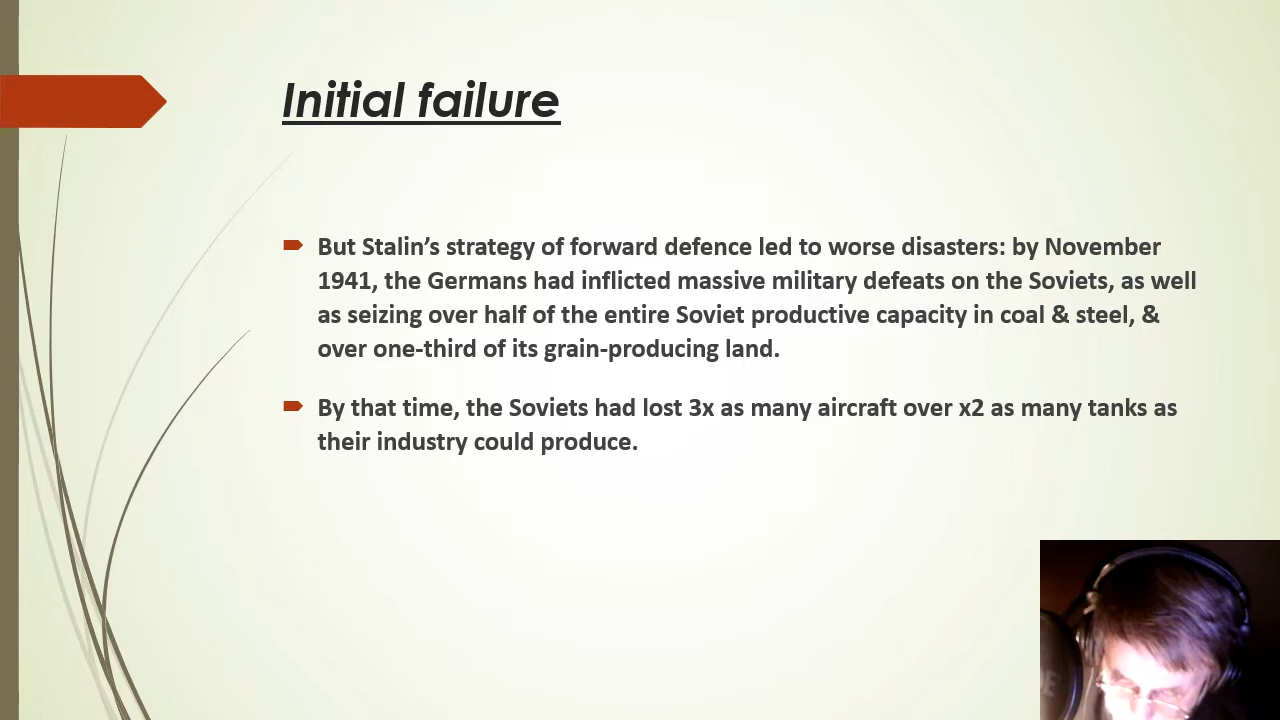 Initial failure
But Stalin's strategy of forward defence led to worse disasters: by November
1941, the Germans had inflicted massive military defeats on the Soviets, as well
as seizing over half of the entire Soviet productive capacity in coal & steel, &
over one-third of its grain-producing land.
By that time, the Soviets had lost 3x as many aircraft over x2 as many tanks as
their industry could produce.